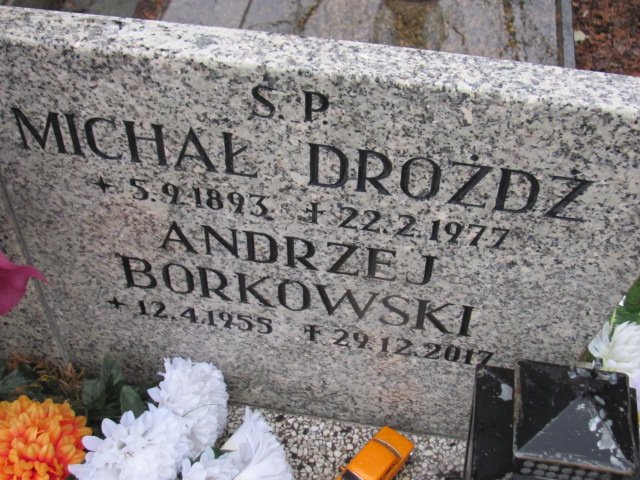 Ś. P.
MICHAŁ DROŻDŻ
+ 5.9.1893 † 22.2.1977
ANDRZEJ
BORKOWSKI
+ 12.4.1955 † 29.12.2017